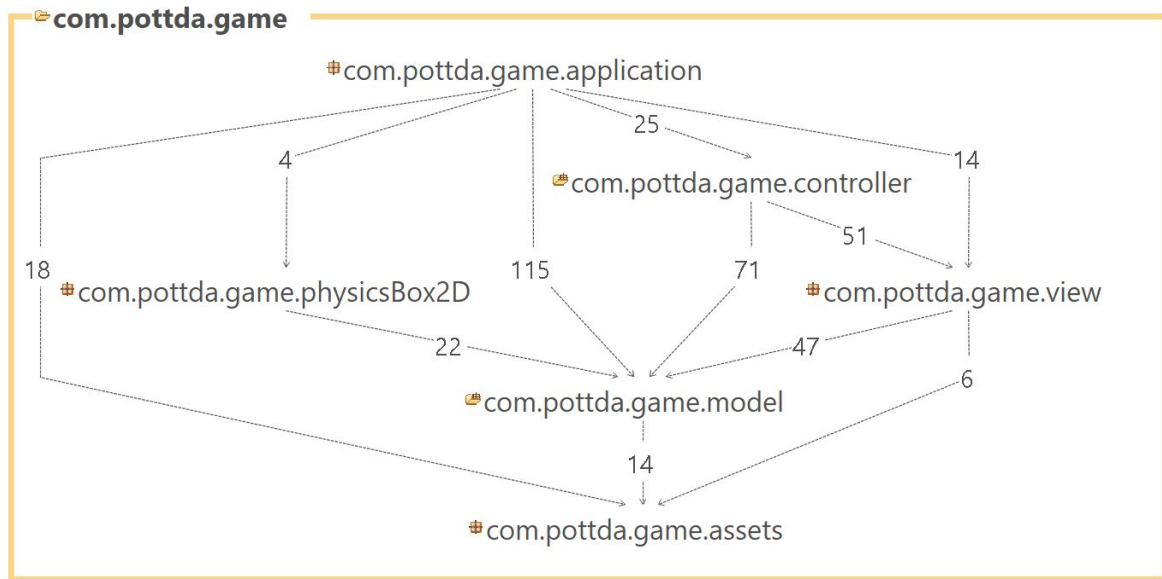 com.pottda.game
com.pottda.game.application
25
4
14
com.pottda.game.controller
51
18
115
71
com.pottda.game.physicsBox2D
com.pottda.game.view
22
47
6
com.pottda.game.model
14
com.pottda.game.assets